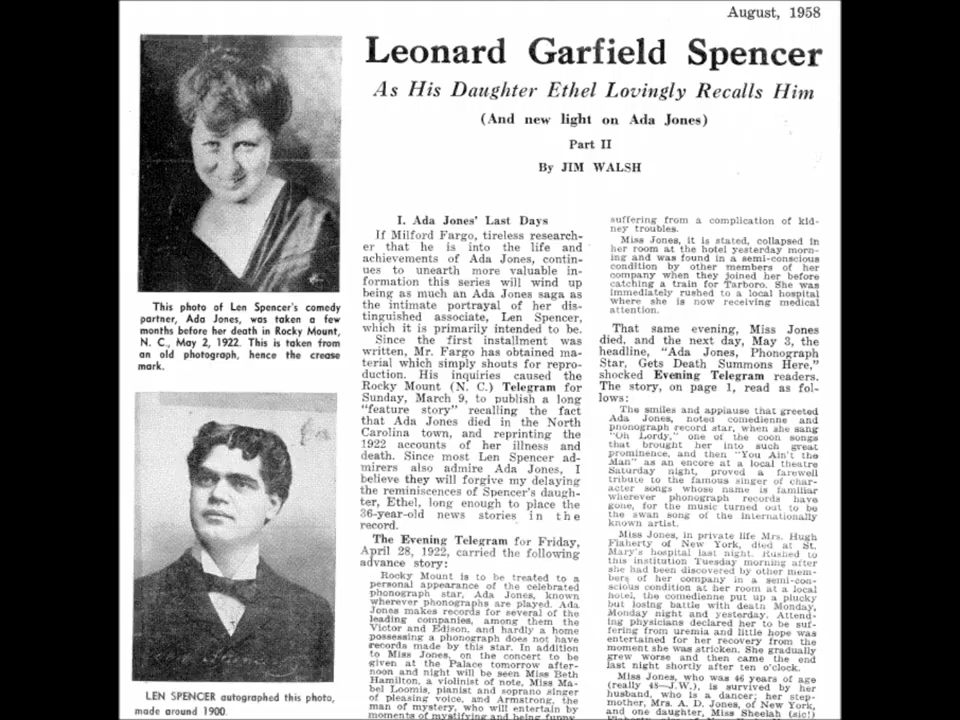 August, 1958
Leonard Garfield Spencer
As His Daughter Ethel Lovingly Recalls Him
(And new light on Ada Jones)
Part II
By JIM WALSH
This photo of Len Spencer's comedy
partner, Ada Jones, was taken a few
months before her death in Rocky Mount,
N. C., May 2, 1922. This is taken from
an old photograph, hence the crease
mark.
LEN SPENCER autographed this photo,
made around 1900.
I. Ada Jones' Last Days
If Milford Fargo, tireless research-
er that he is into the life and
achievements of Ada Jones, contin-
ues to unearth more valuable in-
formation this series will wind up
being as much an Ada Jones saga as
the intimate portrayal of her dis-
tinguished associate, Len Spencer,
which it is primarily intended to be.
Since the first installment was
written, Mr. Fargo has obtained ma-
terial which simply shouts for repro-
duction. His inquiries caused the
Rocky Mount (N. C.) Telegram for
Sunday, March 9, to publish a long
"feature story" recalling the fact
that Ada Jones died in the North
Carolina town, and reprinting the
1922 accounts of her illness and
death. Since most Len Spencer ad-
mirers also admire Ada Jones, I
believe they will forgive my delaying
the reminiscences of Spencer's daugh-
ter, Ethel, long enough to place the
36-year-old news stories in the
record.
The Evening Telegram for Friday,
April 28, 1922, carried the following
advance story:
Rocky Mount is to be treated to a
personal appearance of the celebrated
phonograph star, Ada Jones, known
wherever phonographs are played. Ada
Jones makes records for several of the
leading companies, among them the
Victor and Edison, and hardly a home
possessing a phonograph does not have
records made by this star. In addition
to Miss Jones, on the concert to be
given at the Palace tomorrow after-
noon and night will be seen Miss Beth
Hamilton, a violinist of note, Miss Ma-
bel Loomis, pianist and soprano singer
of pleasing voice, and Armstrong, the
man of mystery, who will entertain by
moments of mystifying and being funny
suffering from a complication of kid-
ney troubles.
Miss Jones, it is stated, collapsed in
her room at the hotel yesterday morn-
ing and was found in a semi-conscious
condition by other members of her
company when they joined her before
catching a train for Tarboro. She was
immediately rushed to a local hospital
where she is now receiving medical
attention.
That same evening, Miss Jones
died, and the next day, May 3, the
headline, "Ada Jones, Phonograph
Star, Gets Death Summons Here,"
shocked Evening Telegram readers.
The story, on page 1, read as fol-
lows:
The smiles and applause that greeted
Ada Jones, noted comedienne and
phonograph record star, when she sang
"Oh Lordy," one of the coon songs
that brought her into such great
prominence, and then "You Ain't the
Man" as an encore at a local theatre
Saturday night, proved a farewell
tribute to the famous singer of char-
acter songs whose name is familiar
wherever phonograph records have
gone, for the music turned out to be
the swan song of the internationally
known artist.
Miss Jones, in private life Mrs. Hugh
Flaherty of New York, died at St.
Mary's hospital last night. Rushed to
this institution Tuesday morning after
she had been discovered by other mem-
bers of her company in a semi-con-
scious condition at her room at a local
hotel, the comedienne put up a plucky
but losing battle with death Monday,
Monday night and yesterday. Attend-
ing physicians declared her to be suf-
fering from uremia and little hope was
entertained for her recovery from the
moment she was stricken. She gradually
grew worse and then came the end
last night shortly after ten o'clock.
Miss Jones, who was 46 years of age
(really 48—J.W.), is survived by her
husband, who is a dancer; her step-
mother, Mrs. A. D. Jones, of New York,
and one daughter, Miss Sheelah (sic!)